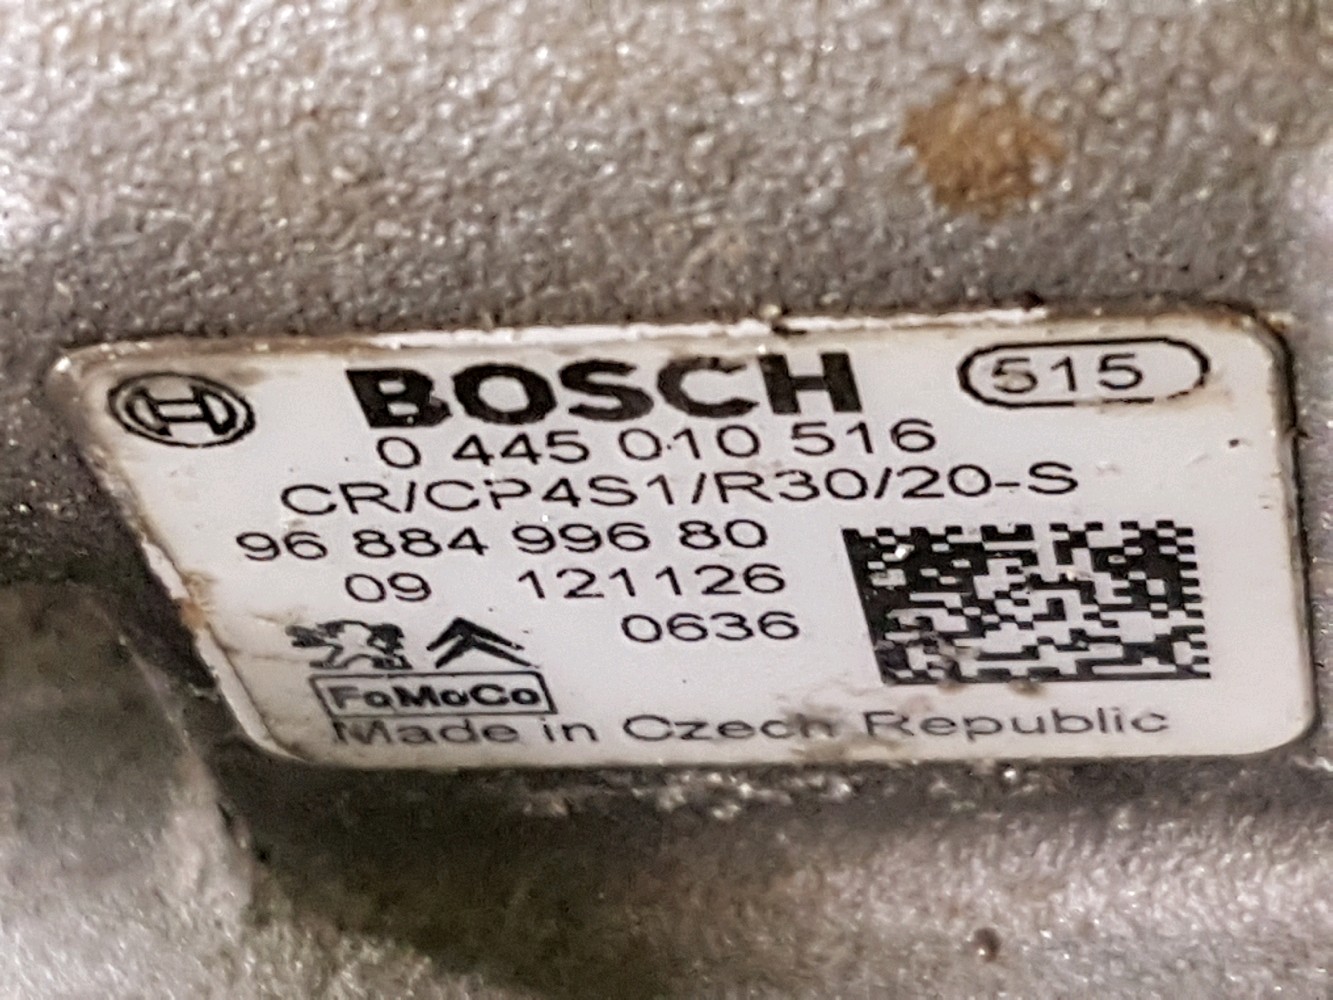 BOSCH 515
0 445 010 516
CR/CP4S1/R30/20-S
96 884 996 80
09 121126
0636
FoMoCo
Made in Czech Republic